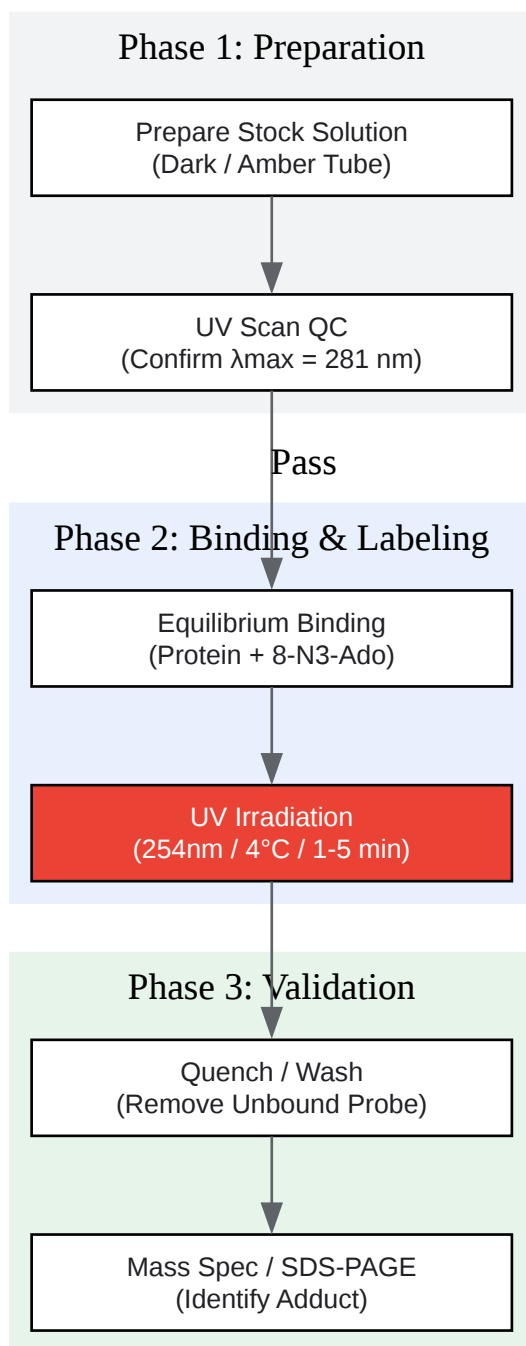 Phase 1: Preparation
Prepare Stock Solution
(Dark / Amber Tube)
UV Scan QC
(Confirm λmax = 281 nm)
Pass
Phase 2: Binding & Labeling
Equilibrium Binding
(Protein + 8-N3-Ado)
UV Irradiation
(254nm / 4°C / 1-5 min)
Phase 3: Validation
Quench / Wash
(Remove Unbound Probe)
Mass Spec / SDS-PAGE
(Identify Adduct)